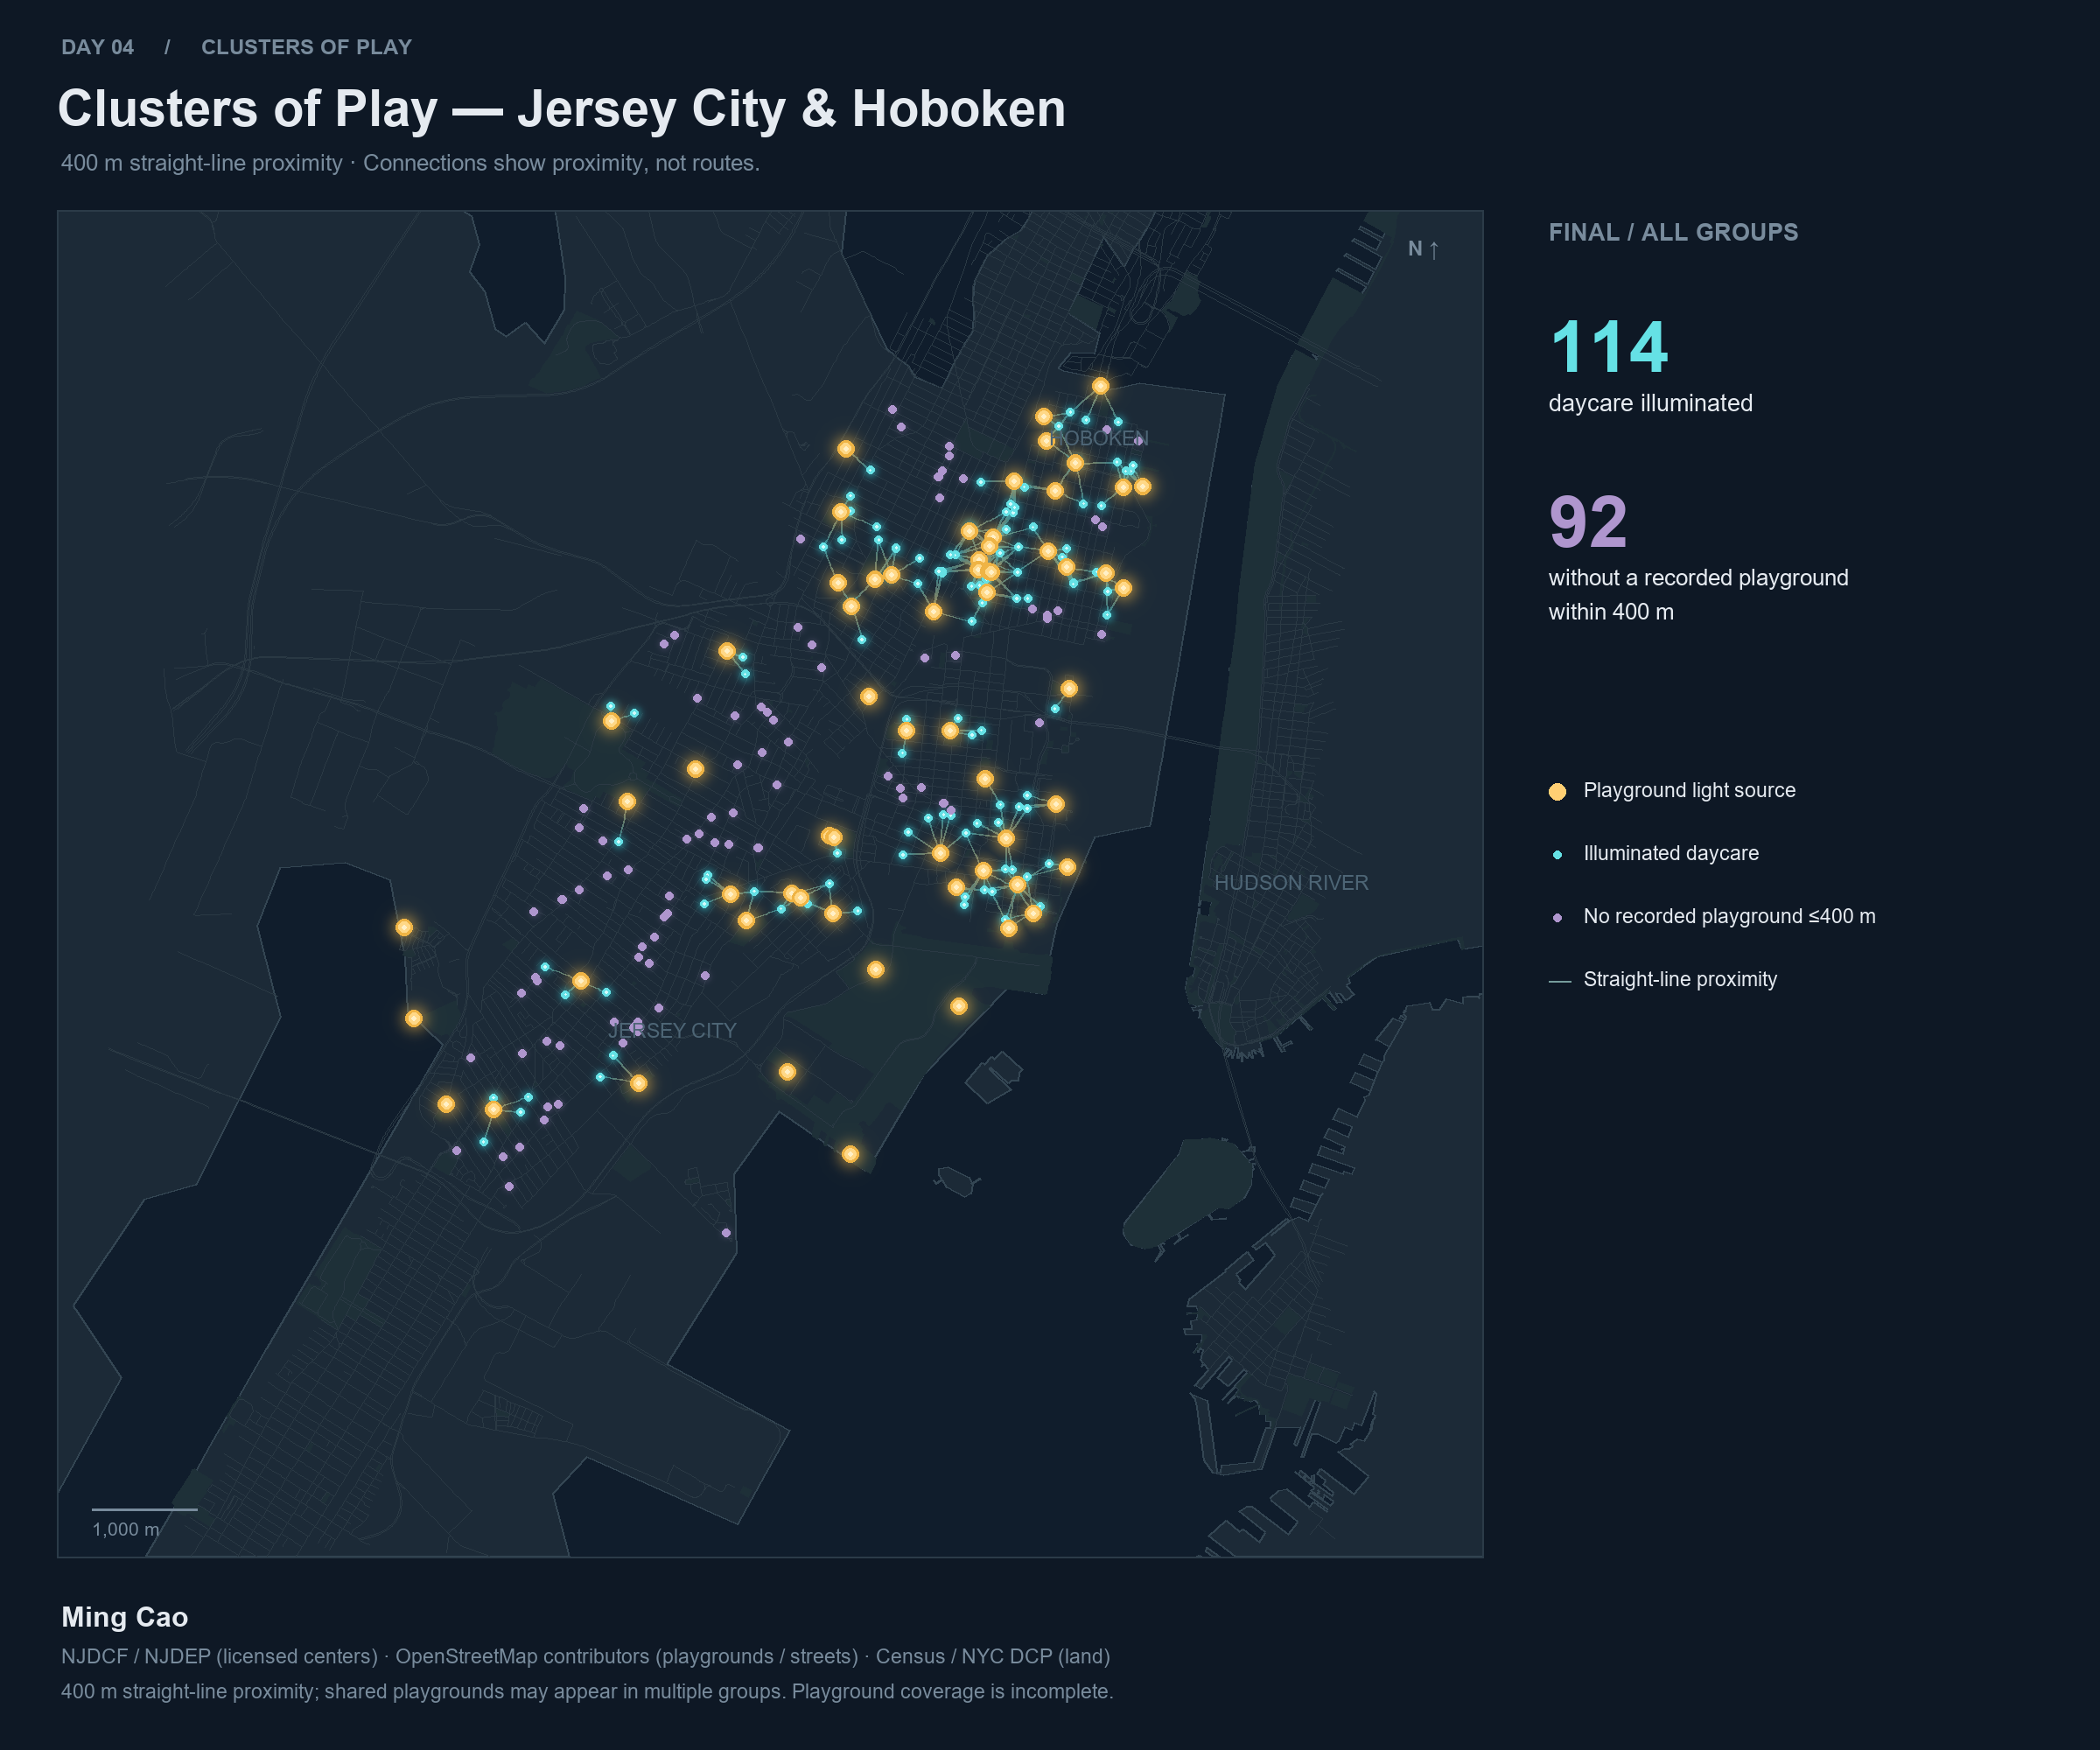 DAY 04 / CLUSTERS OF PLAY
Clusters of Play — Jersey City & Hoboken
400 m straight-line proximity · Connections show proximity, not routes.
N ↑
HOBOKEN
HUDSON RIVER
JERSEY CITY
1,000 m
FINAL / ALL GROUPS
114
daycare illuminated
92
without a recorded playground
within 400 m
Playground light source
Illuminated daycare
No recorded playground ≤400 m
Straight-line proximity
Ming Cao
NJDCF / NJDEP (licensed centers) · OpenStreetMap contributors (playgrounds / streets) · Census / NYC DCP (land)
400 m straight-line proximity; shared playgrounds may appear in multiple groups. Playground coverage is incomplete.